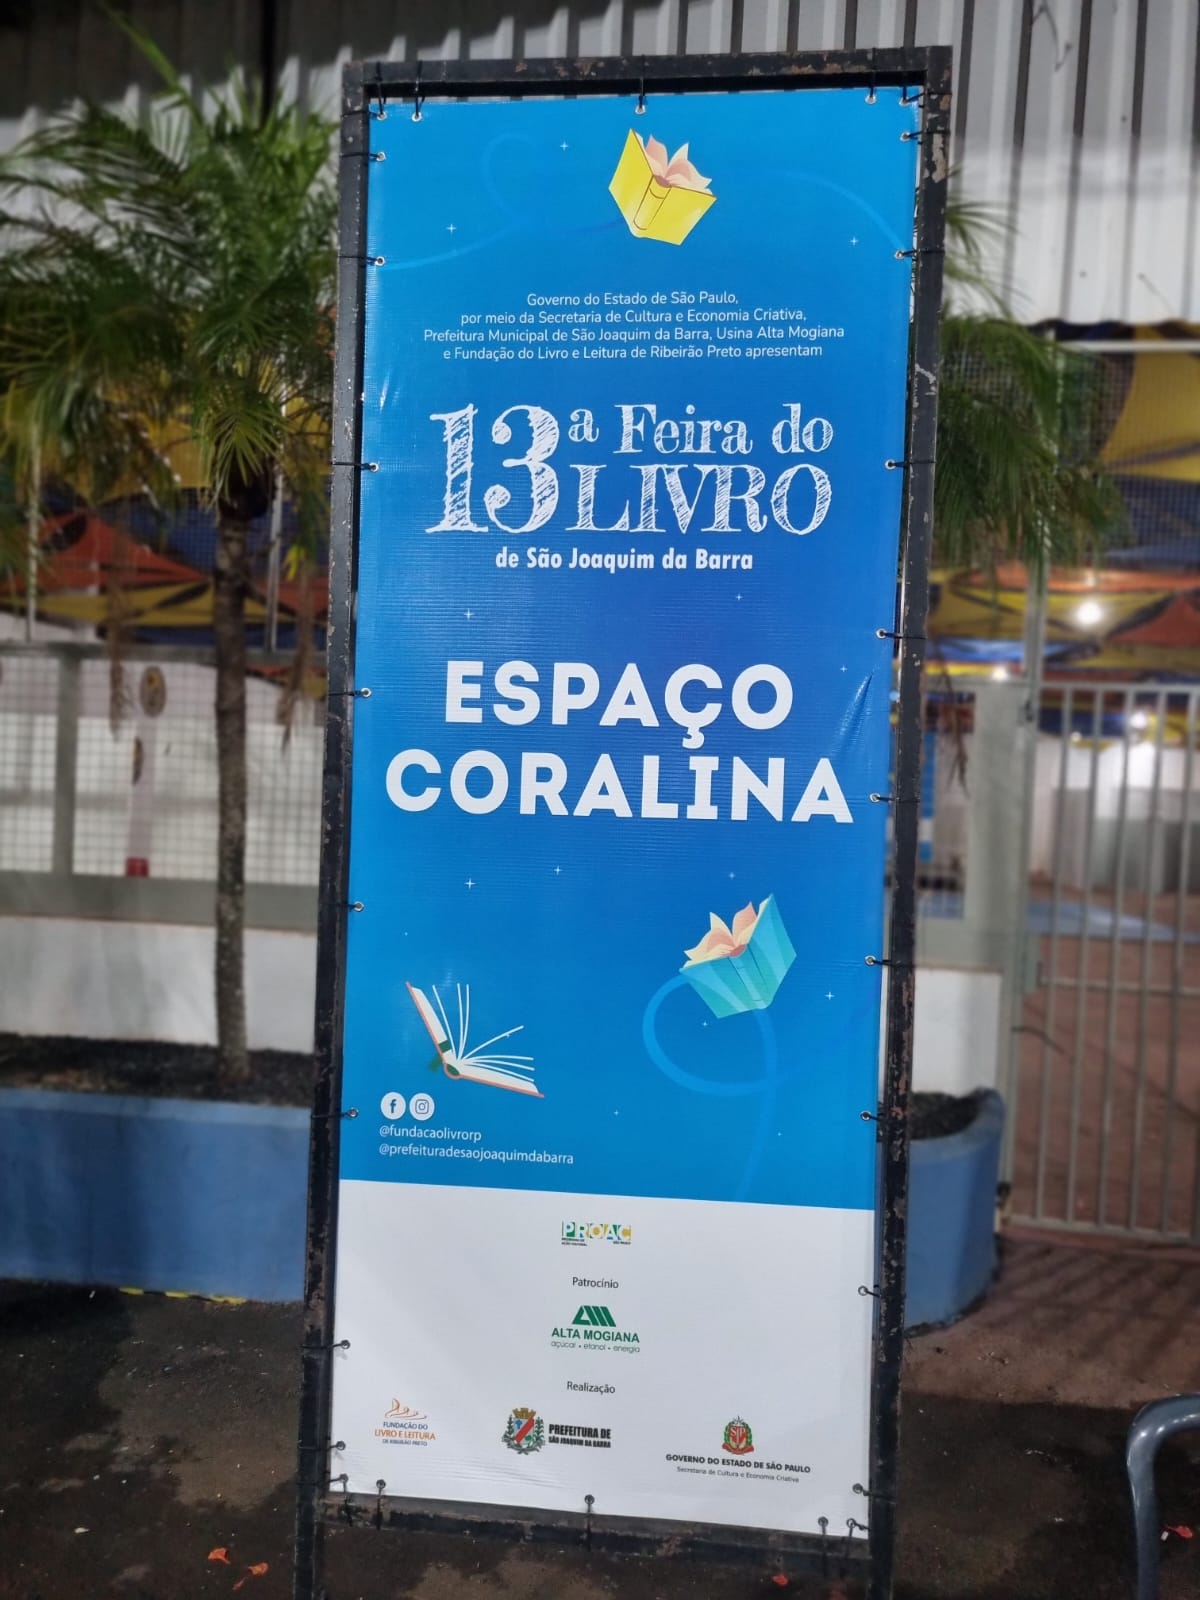 Governo do Estado de São Paulo,
por meio da Secretaria de Cultura e Economia Criativa,
Prefeitura Municipal de São Joaquim da Barra, Usina Alta Mogiana
e Fundação do Livro e Leitura de Ribeirão Preto apresentam
13ª Feira do
LIVRO
de São Joaquim da Barra
ESPAÇO
CORALINA
@fundacaolivrorp
@prefeituradesaojoaquimdabarra
PROAC
Patrocínio
ALTA MOGIANA
açúcar • etanol • energia
Realização
FUNDAÇÃO DO
LIVRO E LEITURA
DE RIBEIRÃO PRETO
PREFEITURA DE
SÃO JOAQUIM DA BARRA
GOVERNO DO ESTADO DE SÃO PAULO
Secretaria de Cultura e Economia Criativa